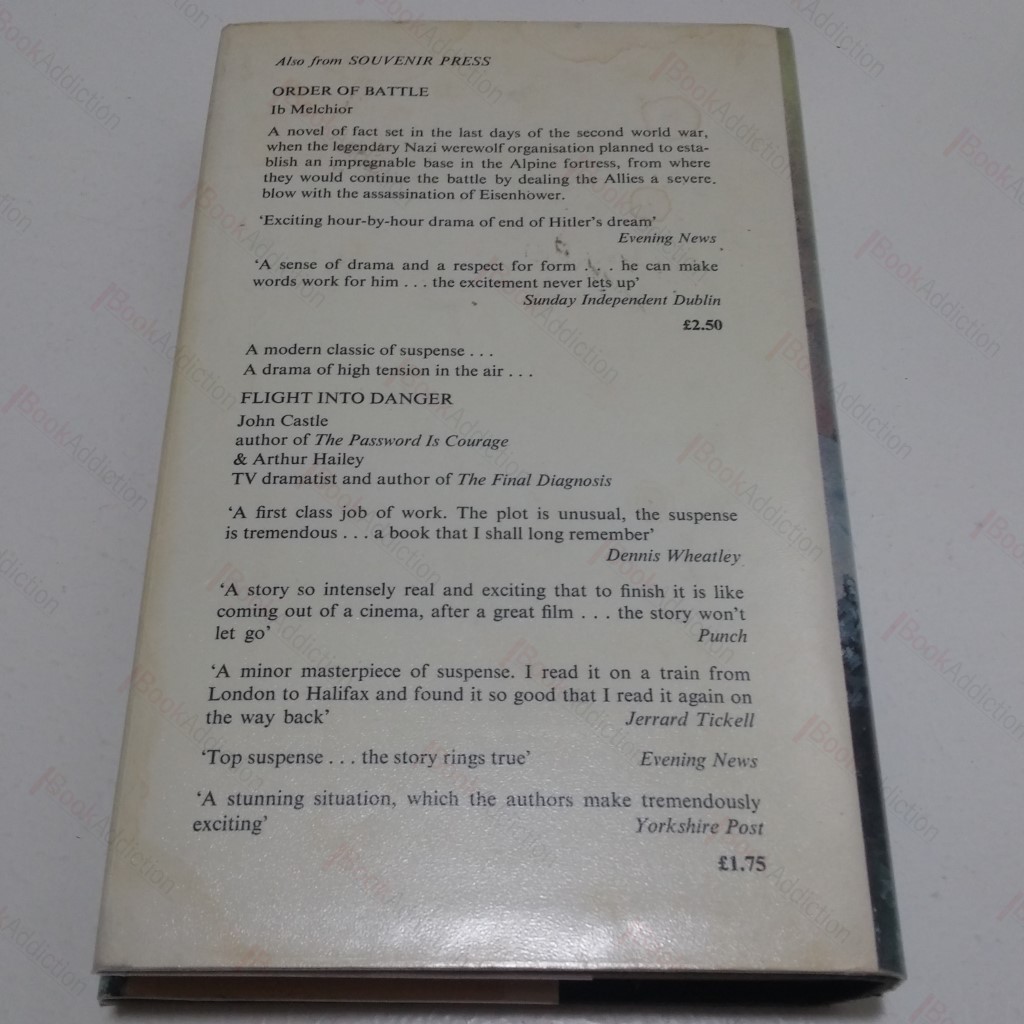 Also from SOUVENIR PRESS
ORDER OF BATTLE
Ib Melchior
A novel of fact set in the last days of the second world war,
when the legendary Nazi werewolf organisation planned to esta-
blish an impregnable base in the Alpine fortress, from where
they would continue the battle by dealing the Allies a severe
blow with the assassination of Eisenhower.
‘Exciting hour-by-hour drama of end of Hitler’s dream’
Evening News
‘A sense of drama and a respect for form . . . he can make
words work for him . . . the excitement never lets up’
Sunday Independent Dublin
£2.50
A modern classic of suspense . . .
A drama of high tension in the air . . .
FLIGHT INTO DANGER
John Castle
author of The Password Is Courage
& Arthur Hailey
TV dramatist and author of The Final Diagnosis
‘A first class job of work. The plot is unusual, the suspense
is tremendous . . . a book that I shall long remember’
Dennis Wheatley
‘A story so intensely real and exciting that to finish it is like
coming out of a cinema, after a great film . . . the story won’t
let go’ Punch
‘A minor masterpiece of suspense. I read it on a train from
London to Halifax and found it so good that I read it again on
the way back’ Jerrard Tickell
‘Top suspense . . . the story rings true’ Evening News
‘A stunning situation, which the authors make tremendously
exciting’ Yorkshire Post
£1.75
BookAddiction